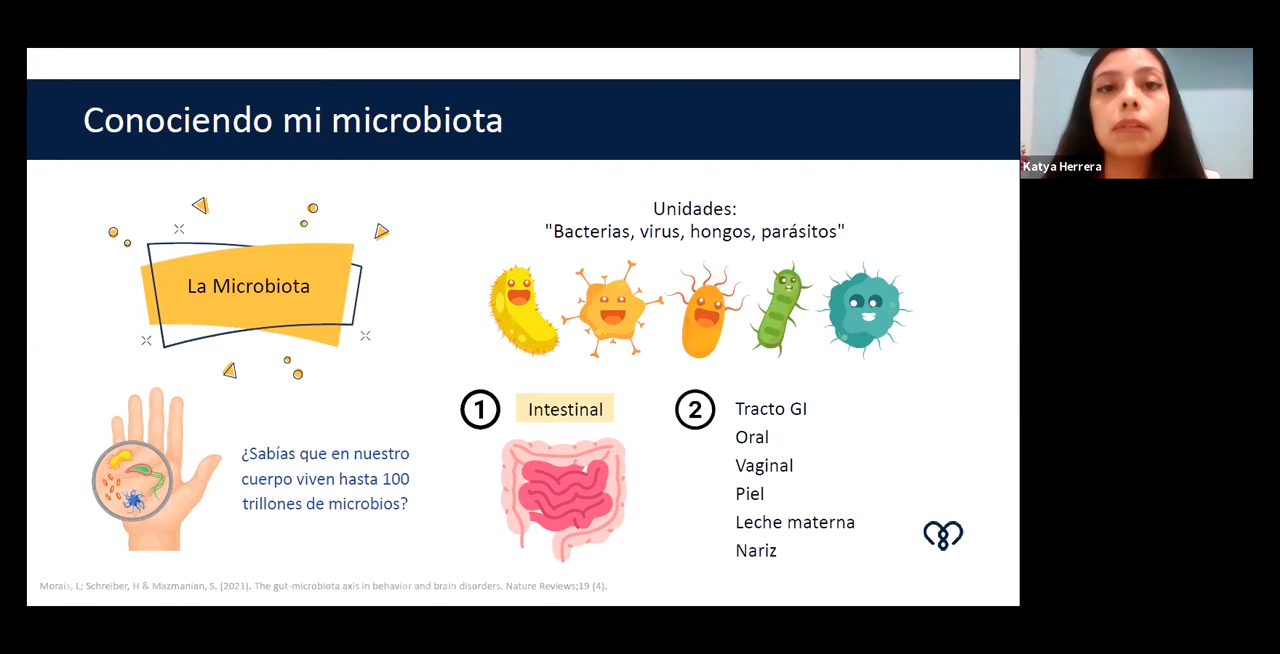 Conociendo mi microbiota
Katya Herrera
La Microbiota
Unidades:
"Bacterias, virus, hongos, parásitos"
¿Sabías que en nuestro
cuerpo viven hasta 100
trillones de microbios?
1
Intestinal
2
Tracto GI
Oral
Vaginal
Piel
Leche materna
Nariz
Morais, L; Schreiber, H & Mazmanian, S. (2021). The gut-microbiota axis in behavior and brain disorders. Nature Reviews;19 (4).